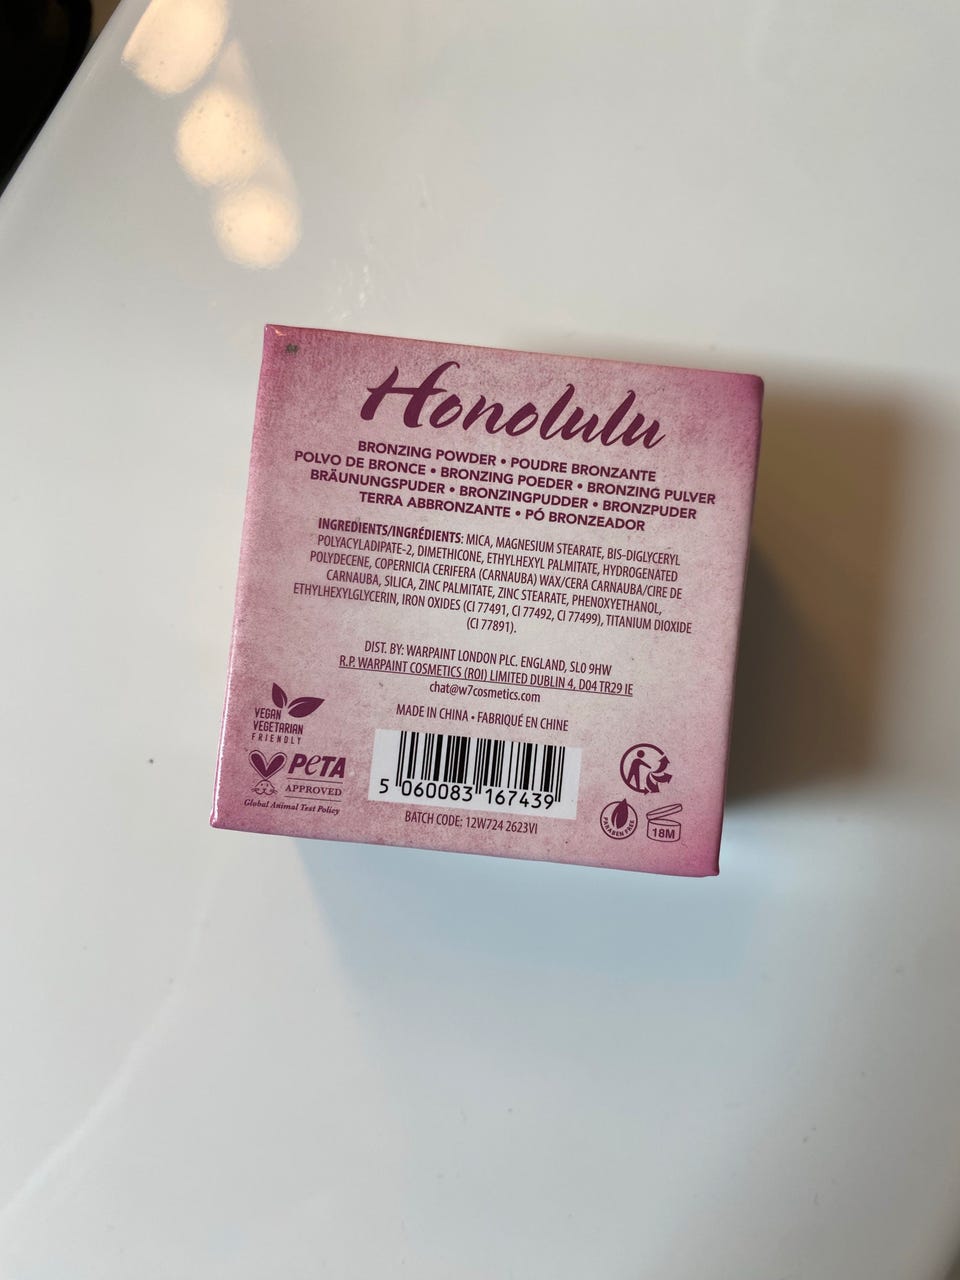 Honolulu
BRONZING POWDER • POUDRE BRONZANTE
POLVO DE BRONCE • BRONZING POEDER • BRONZING PULVER
BRÄUNUNGSPUDER • BRONZINGPUDDER • BRONZPUDER
TERRA ABBRONZANTE • PÓ BRONZEADOR
INGREDIENTS/INGRÉDIENTS: MICA, MAGNESIUM STEARATE, BIS-DIGLYCERYL
POLYACYLADIPATE-2, DIMETHICONE, ETHYLHEXYL PALMITATE, HYDROGENATED
POLYDECENE, COPERNICIA CERIFERA (CARNAUBA) WAX/CERA CARNAUBA/CIRE DE
CARNAUBA, SILICA, ZINC PALMITATE, ZINC STEARATE, PHENOXYETHANOL,
ETHYLHEXYLGLYCERIN, IRON OXIDES (CI 77491, CI 77492, CI 77499), TITANIUM DIOXIDE
(CI 77891).
DIST. BY: WARPAINT LONDON PLC. ENGLAND, SL0 9HW
R.P. WARPAINT COSMETICS (ROI) LIMITED DUBLIN 4, D04 TR29 IE
chat@w7cosmetics.com
MADE IN CHINA • FABRIQUÉ EN CHINE
VEGAN
VEGETARIAN
FRIENDLY
PETA
APPROVED
Global Animal Test Policy
5 060083 167439
BATCH CODE: 12W724 2623VI
PARABEN FREE
18M